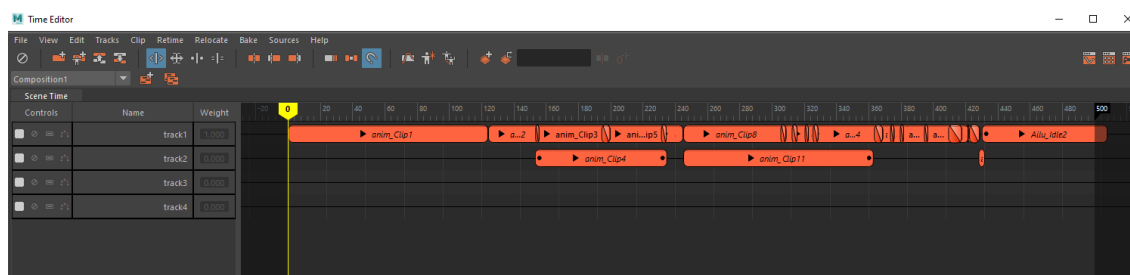 Time Editor
File View Edit Tracks Clip Retime Relocate Bake Sources Help
Composition1
Scene Time
Controls Name Weight -20 0 20 40 60 80 100 120 140 160 180 200 220 240 260 280 300 320 340 360 380 400 420 440 460 480 500
track1 1.000 anim_Clip1 a...2 anim_Clip3 ani...ip5 anim_Clip8 a...4 a... a... Ailu_Idle2
track2 0.000 anim_Clip4 anim_Clip11
track3 0.000
track4 0.000